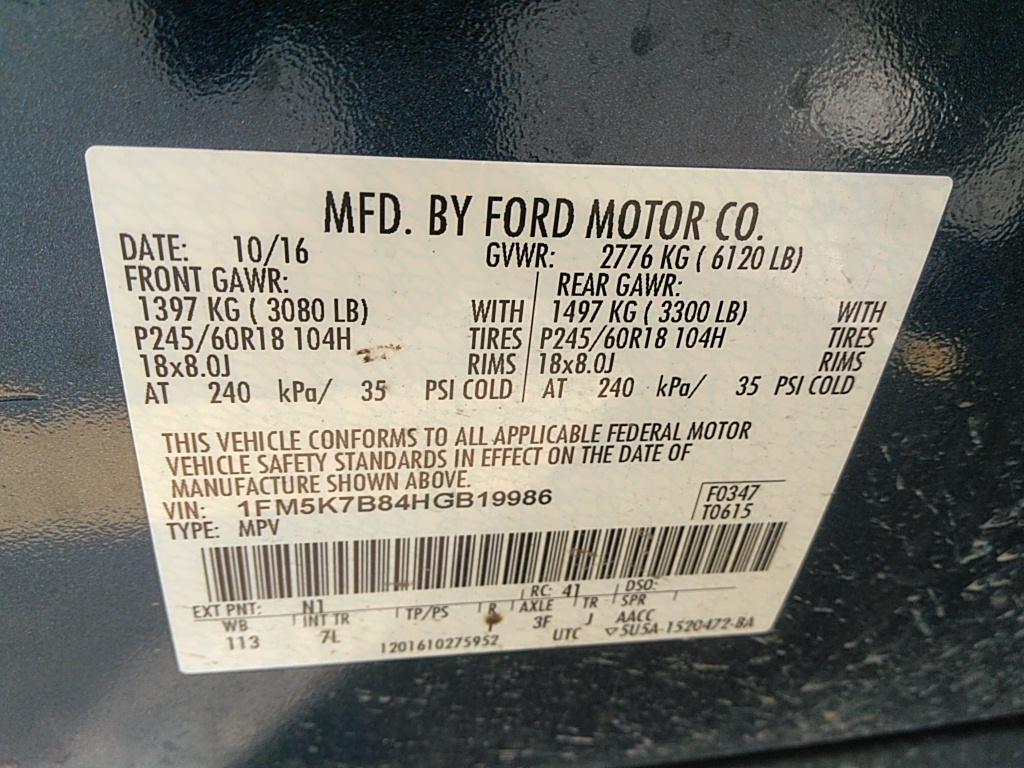 MFD. BY FORD MOTOR CO.
DATE: 10/16 GVWR: 2776 KG ( 6120 LB)
FRONT GAWR: REAR GAWR:
1397 KG ( 3080 LB) WITH 1497 KG ( 3300 LB) WITH
P245/60R18 104H TIRES P245/60R18 104H TIRES
18x8.0J RIMS 18x8.0J RIMS
AT 240 kPa/ 35 PSI COLD AT 240 kPa/ 35 PSI COLD
THIS VEHICLE CONFORMS TO ALL APPLICABLE FEDERAL MOTOR
VEHICLE SAFETY STANDARDS IN EFFECT ON THE DATE OF
MANUFACTURE SHOWN ABOVE.
VIN: 1FM5K7B84HGB19986 F0347
TYPE: MPV T0615
EXT PNT: N1 RC: 41 DSO:
WB INT TR TP/PS R AXLE TR SPR
113 7L 3F J AACC
1201610275952 UTC ▽5U5A-1520472-BA